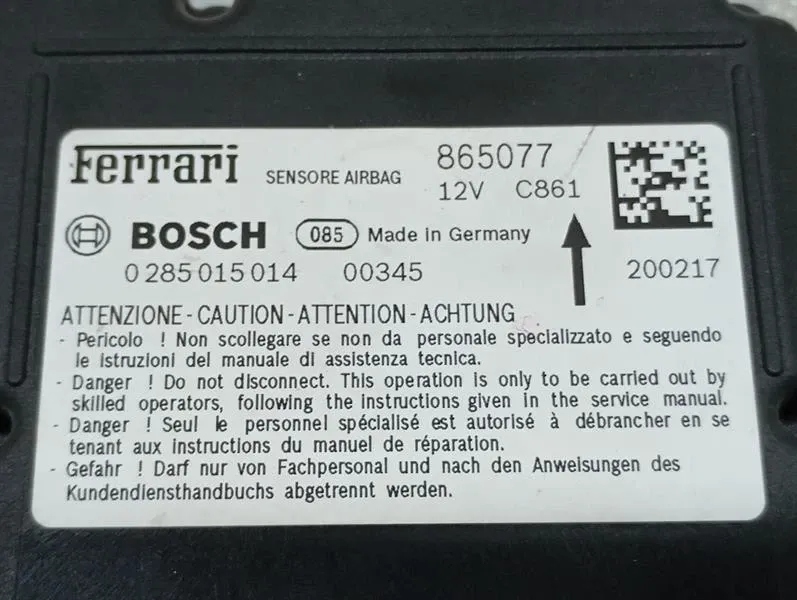 Ferrari SENSORE AIRBAG 865077
12V C861
BOSCH 085 Made in Germany
0 285 015 014 00345 200217
ATTENZIONE - CAUTION - ATTENTION - ACHTUNG
- Pericolo ! Non scollegare se non da personale specializzato e seguendo
le istruzioni del manuale di assistenza tecnica.
- Danger ! Do not disconnect. This operation is only to be carried out by
skilled operators, following the instructions given in the service manual.
- Danger ! Seul le personnel spécialisé est autorisé à débrancher en se
tenant aux instructions du manuel de réparation.
- Gefahr ! Darf nur von Fachpersonal und nach den Anweisungen des
Kundendiensthandbuchs abgetrennt werden.